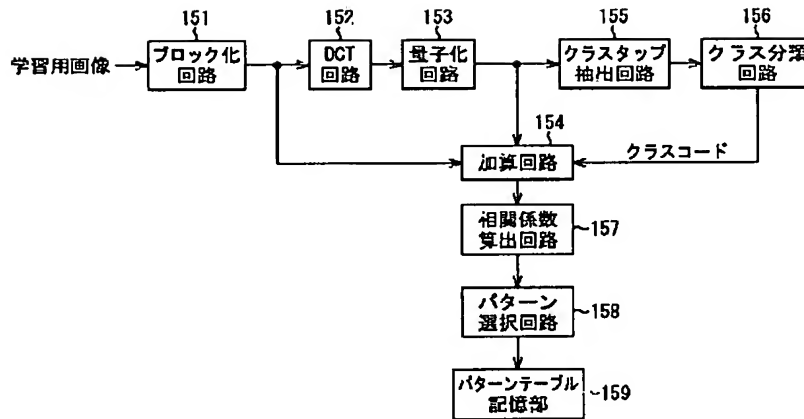 151
152
153
155
156
学習用画像
ブロック化
回路
DCT
回路
量子化
回路
クラスタップ
抽出回路
クラス分類
回路
154
加算回路
クラスコード
相関係数
算出回路
157
パターン
選択回路
158
パターンテーブル
記憶部
159